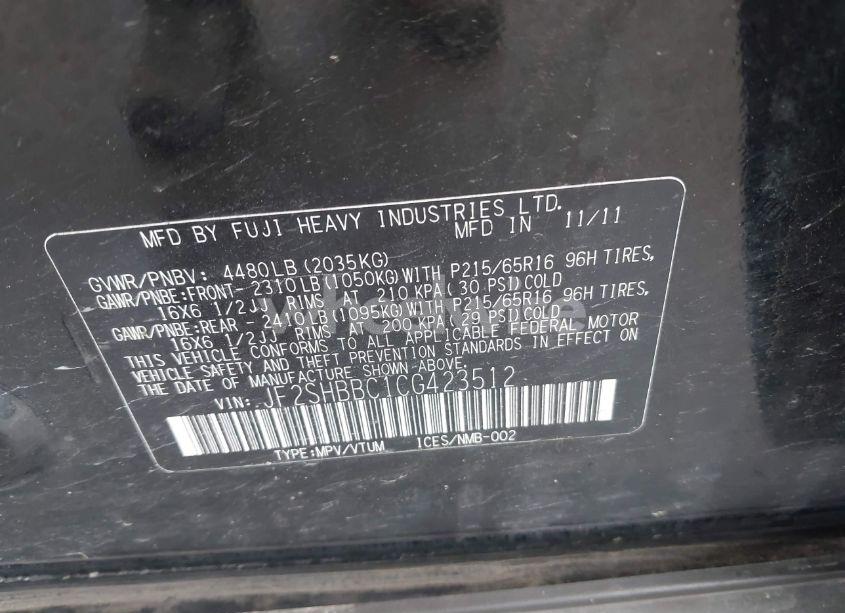 MFD BY FUJI HEAVY INDUSTRIES LTD.
MFD IN 11/11
GVWR/PNBV: 4480LB(2035KG)
GAWR/PNBE:FRONT- 2310LB(1050KG)WITH P215/65R16 96H TIRES,
16X6 1/2JJ RIMS AT 210 KPA( 30 PSI)COLD
GAWR/PNBE:REAR - 2410LB(1095KG)WITH P215/65R16 96H TIRES,
16X6 1/2JJ RIMS AT 200 KPA( 29 PSI)COLD
THIS VEHICLE CONFORMS TO ALL APPLICABLE FEDERAL MOTOR
VEHICLE SAFETY AND THEFT PREVENTION STANDARDS IN EFFECT ON
THE DATE OF MANUFACTURE SHOWN ABOVE.
VIN: JF2SHBBC1CG423512
TYPE:MPV/VTUM ICES/NMB-002